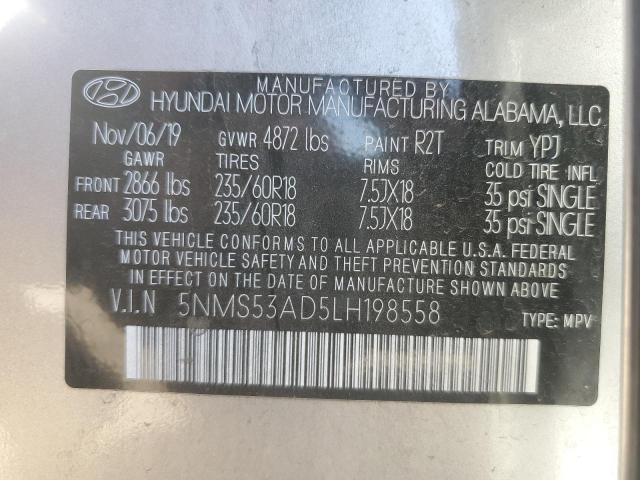 MANUFACTURED BY
HYUNDAI MOTOR MANUFACTURING ALABAMA, LLC
Nov/06/19 GVWR 4872 lbs PAINT R2T TRIM YPJ
GAWR TIRES RIMS COLD TIRE INFL
FRONT 2866 lbs 235/60R18 7.5JX18 35 psi SINGLE
REAR 3075 lbs 235/60R18 7.5JX18 35 psi SINGLE
THIS VEHICLE CONFORMS TO ALL APPLICABLE U.S.A. FEDERAL
MOTOR VEHICLE SAFETY AND THEFT PREVENTION STANDARDS
IN EFFECT ON THE DATE OF MANUFACTURE SHOWN ABOVE
V.I.N 5NMS53AD5LH198558 TYPE: MPV